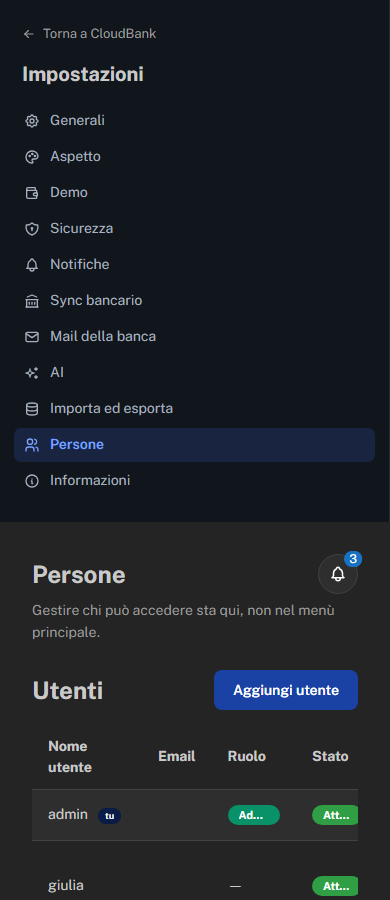 Torna a CloudBank
Impostazioni
Generali
Aspetto
Demo
Sicurezza
Notifiche
Sync bancario
Mail della banca
AI
Importa ed esporta
Persone
Informazioni
Persone
3
Gestire chi può accedere sta qui, non nel menù
principale.
Utenti
Aggiungi utente
Nome utente Email Ruolo Stato
admin tu Ad... Att...
giulia — Att...